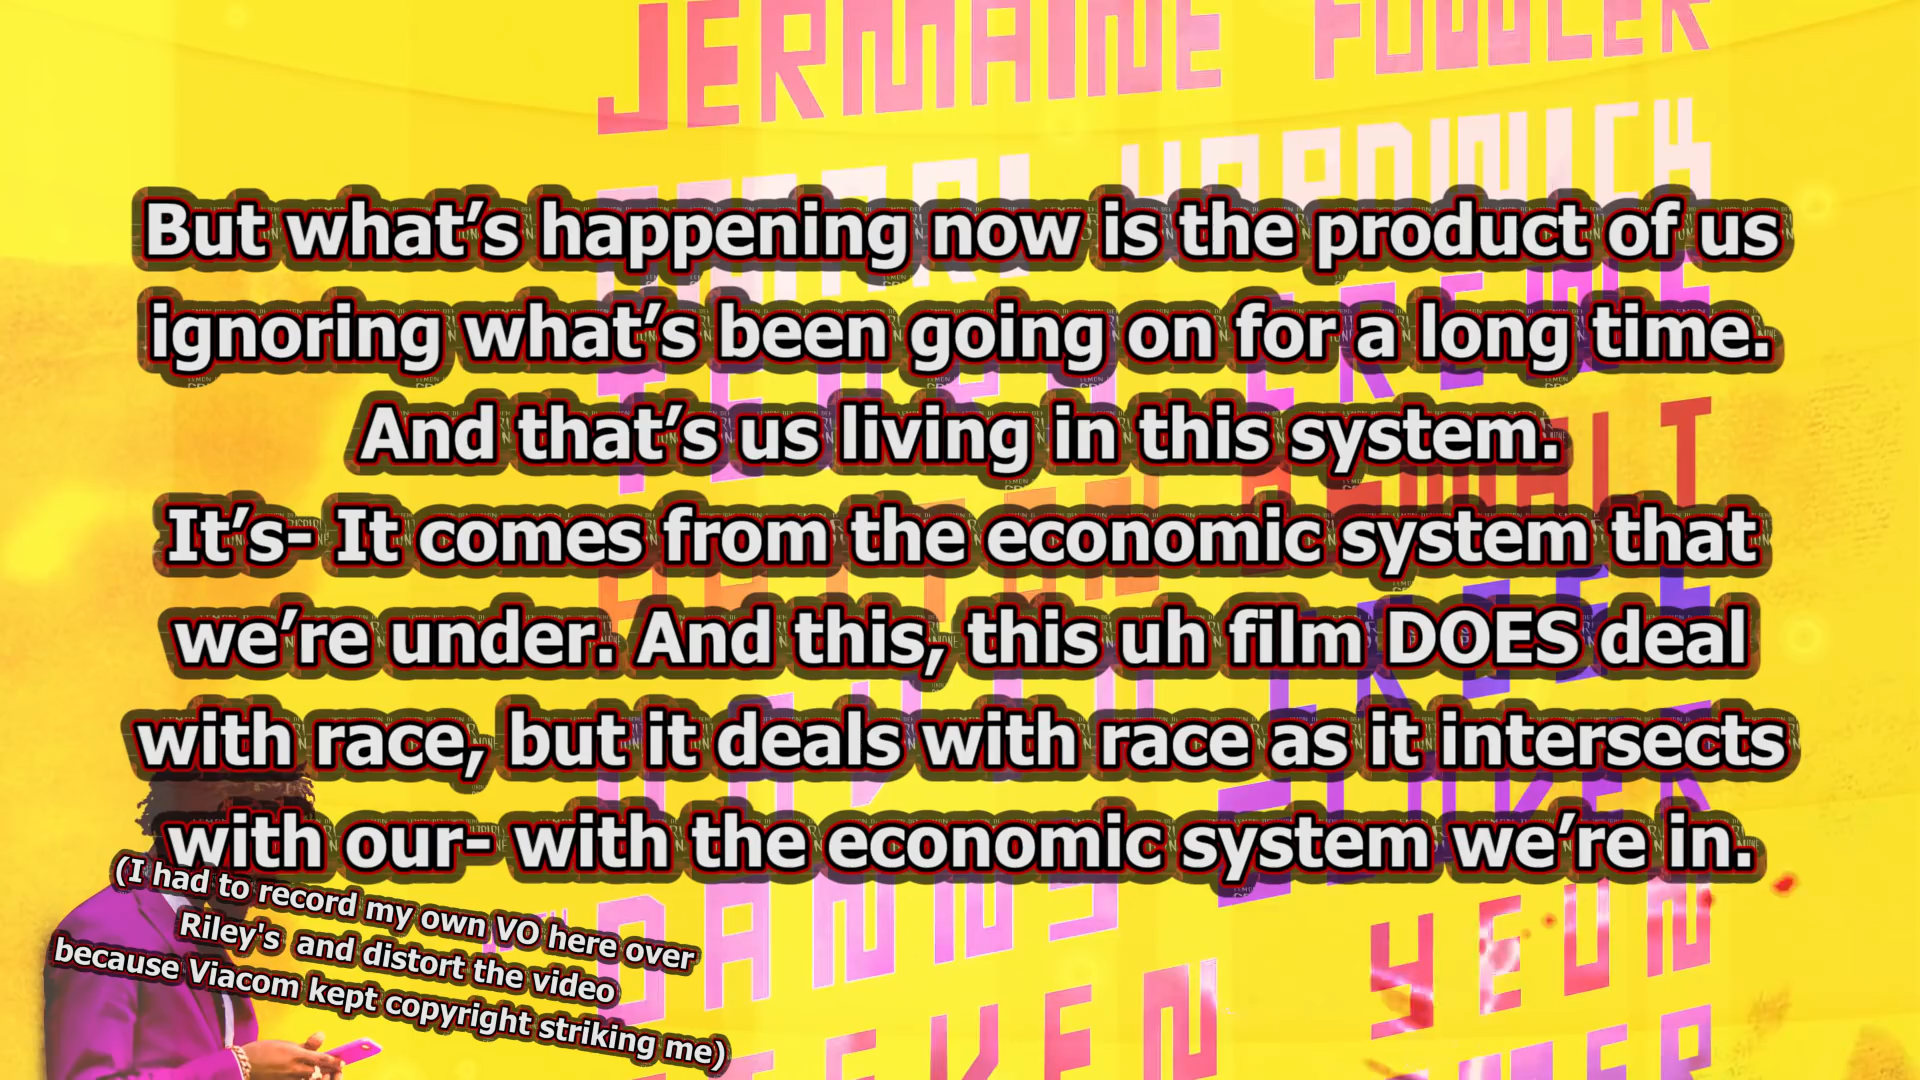 JERMAINE FOWLER
But what’s happening now is the product of us
ignoring what’s been going on for a long time.
And that’s us living in this system.
It’s- It comes from the economic system that
we’re under. And this, this uh film DOES deal
with race, but it deals with race as it intersects
with our- with the economic system we’re in.
(I had to record my own VO here over
Riley's and distort the video
because Viacom kept copyright striking me)
DANNY
YEUN